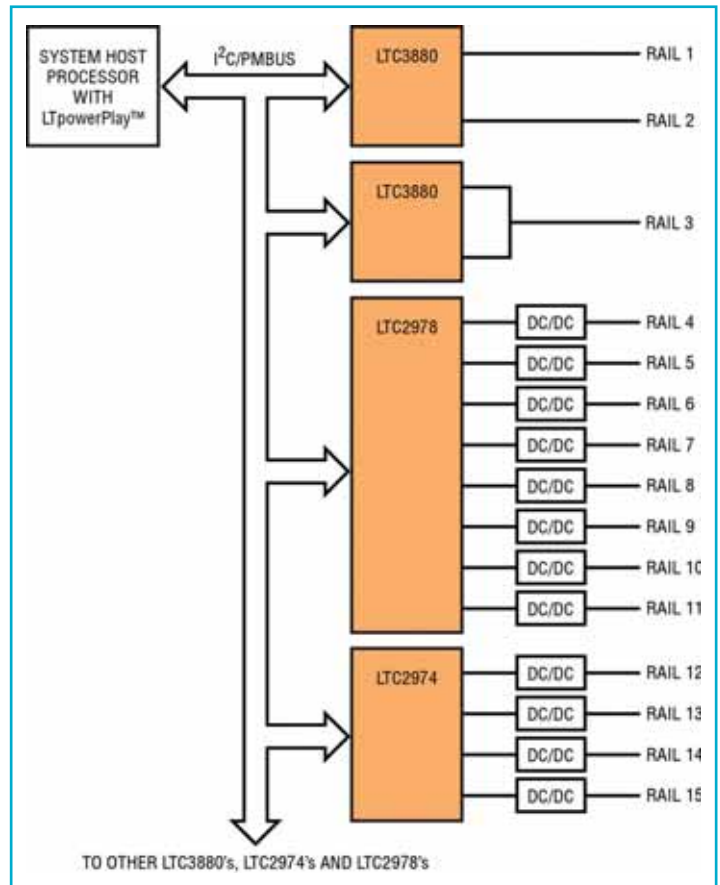 SYSTEM HOST
PROCESSOR
WITH
LTpowerPlay™
I²C/PMBUS
LTC3880
RAIL 1
RAIL 2
LTC3880
RAIL 3
LTC2978
DC/DC
RAIL 4
DC/DC
RAIL 5
DC/DC
RAIL 6
DC/DC
RAIL 7
DC/DC
RAIL 8
DC/DC
RAIL 9
DC/DC
RAIL 10
DC/DC
RAIL 11
LTC2974
DC/DC
RAIL 12
DC/DC
RAIL 13
DC/DC
RAIL 14
DC/DC
RAIL 15
TO OTHER LTC3880's, LTC2974's AND LTC2978's